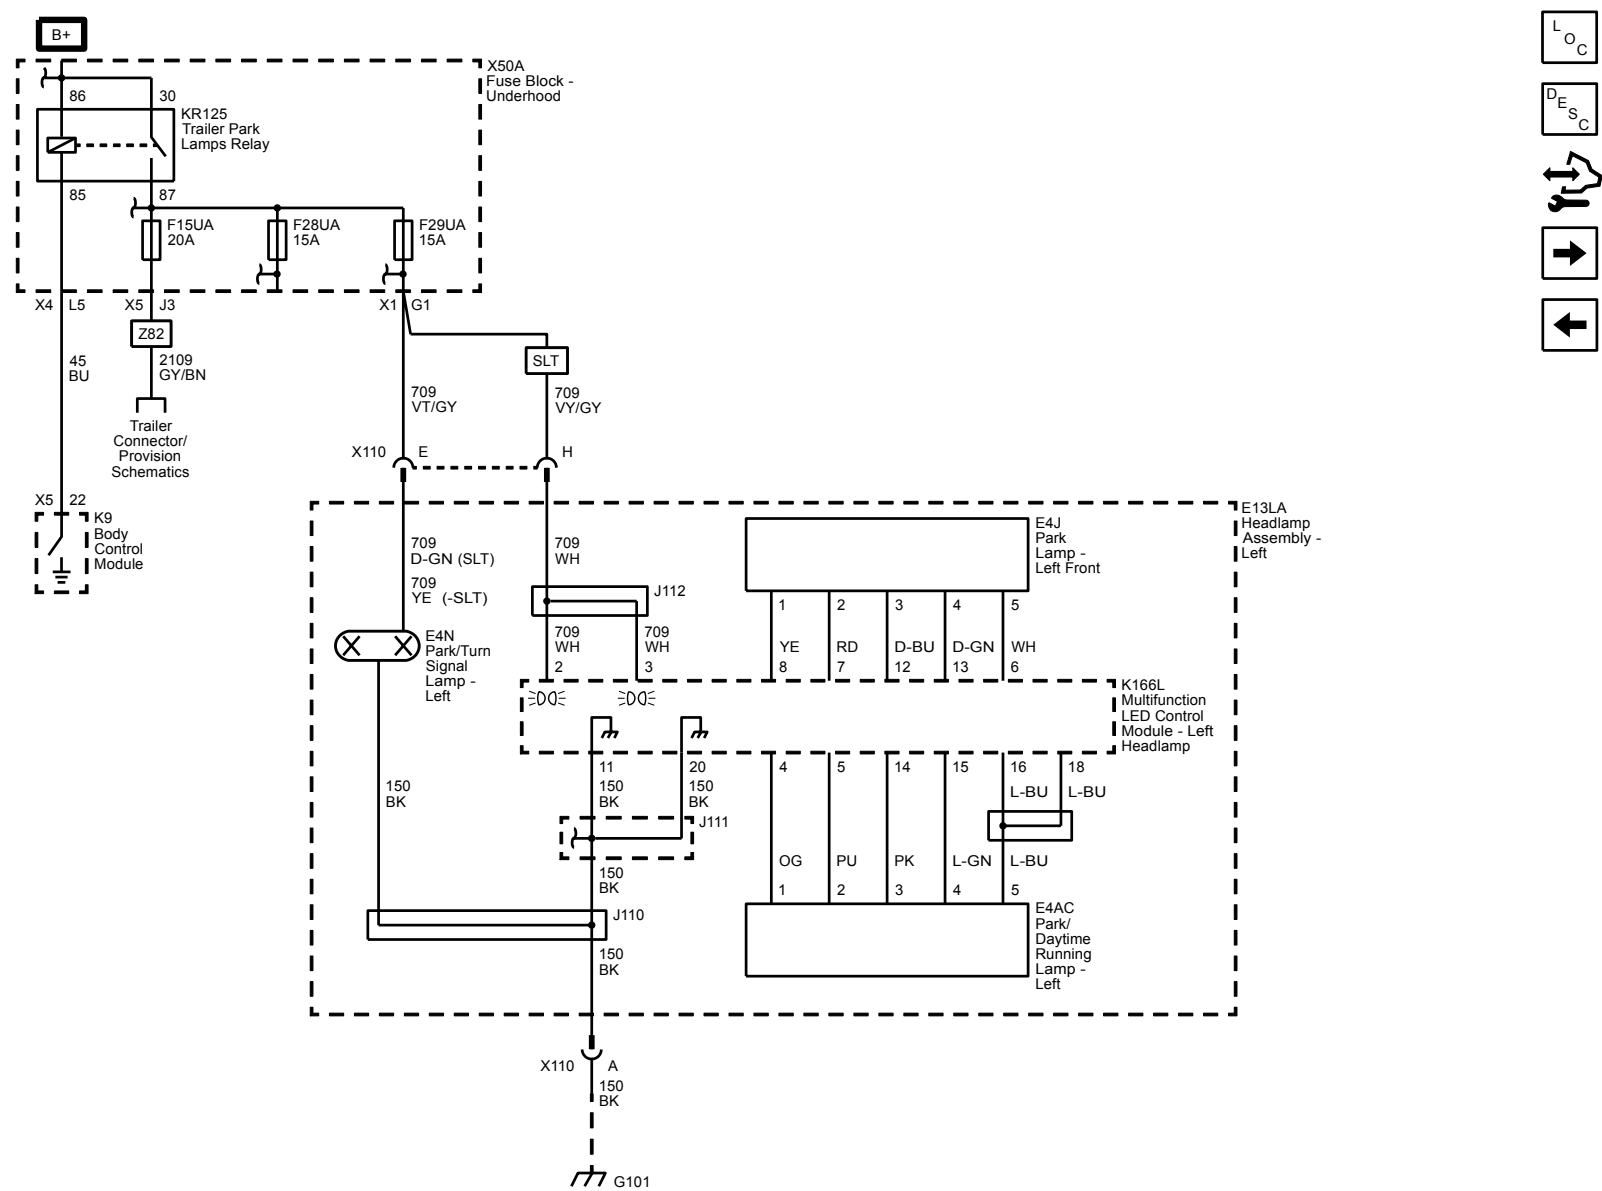 B+
L
O
C
X50A
Fuse Block -
Underhood
D
E
S
C
86
30
KR125
Trailer Park
Lamps Relay
85
87
F15UA
20A
F28UA
15A
F29UA
15A
X4
L5
X5
J3
X1
G1
Z82
SLT
45
BU
2109
GY/BN
709
VT/GY
709
VY/GY
Trailer
Connector/
Provision
Schematics
X110
E
H
X5
22
K9
Body
Control
Module
E13LA
Headlamp
Assembly -
Left
E4J
Park
Lamp -
Left Front
709
D-GN (SLT)
709
YE (-SLT)
709
WH
J112
1
2
3
4
5
709
WH
709
WH
YE
RD
D-BU
D-GN
WH
2
3
8
7
12
13
6
E4N
Park/Turn
Signal
Lamp -
Left
K166L
Multifunction
LED Control
Module - Left
Headlamp
11
20
4
5
14
15
16
18
150
BK
150
BK
150
BK
L-BU
L-BU
J111
OG
PU
PK
L-GN
L-BU
150
BK
1
2
3
4
5
J110
E4AC
Park/
Daytime
Running
Lamp -
Left
150
BK
X110
A
150
BK
G101